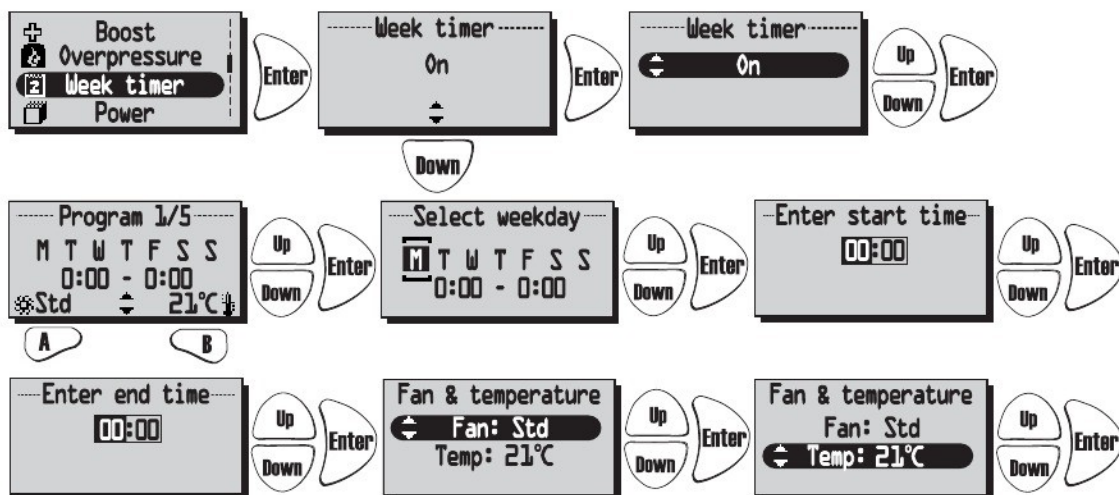 Boost
Overpressure
Week timer
Power
Enter
Week timer
On
Down
Enter
Week timer
On
Up
Down
Enter
Program 1/5
M T W T F S S
0:00 - 0:00
Std 21°C
A B
Up
Down
Enter
Select weekday
M T W T F S S
0:00 - 0:00
Up
Down
Enter
Enter start time
00:00
Up
Down
Enter
Enter end time
00:00
Up
Down
Enter
Fan & temperature
Fan: Std
Temp: 21°C
Up
Down
Enter
Fan & temperature
Fan: Std
Temp: 21°C
Up
Down
Enter